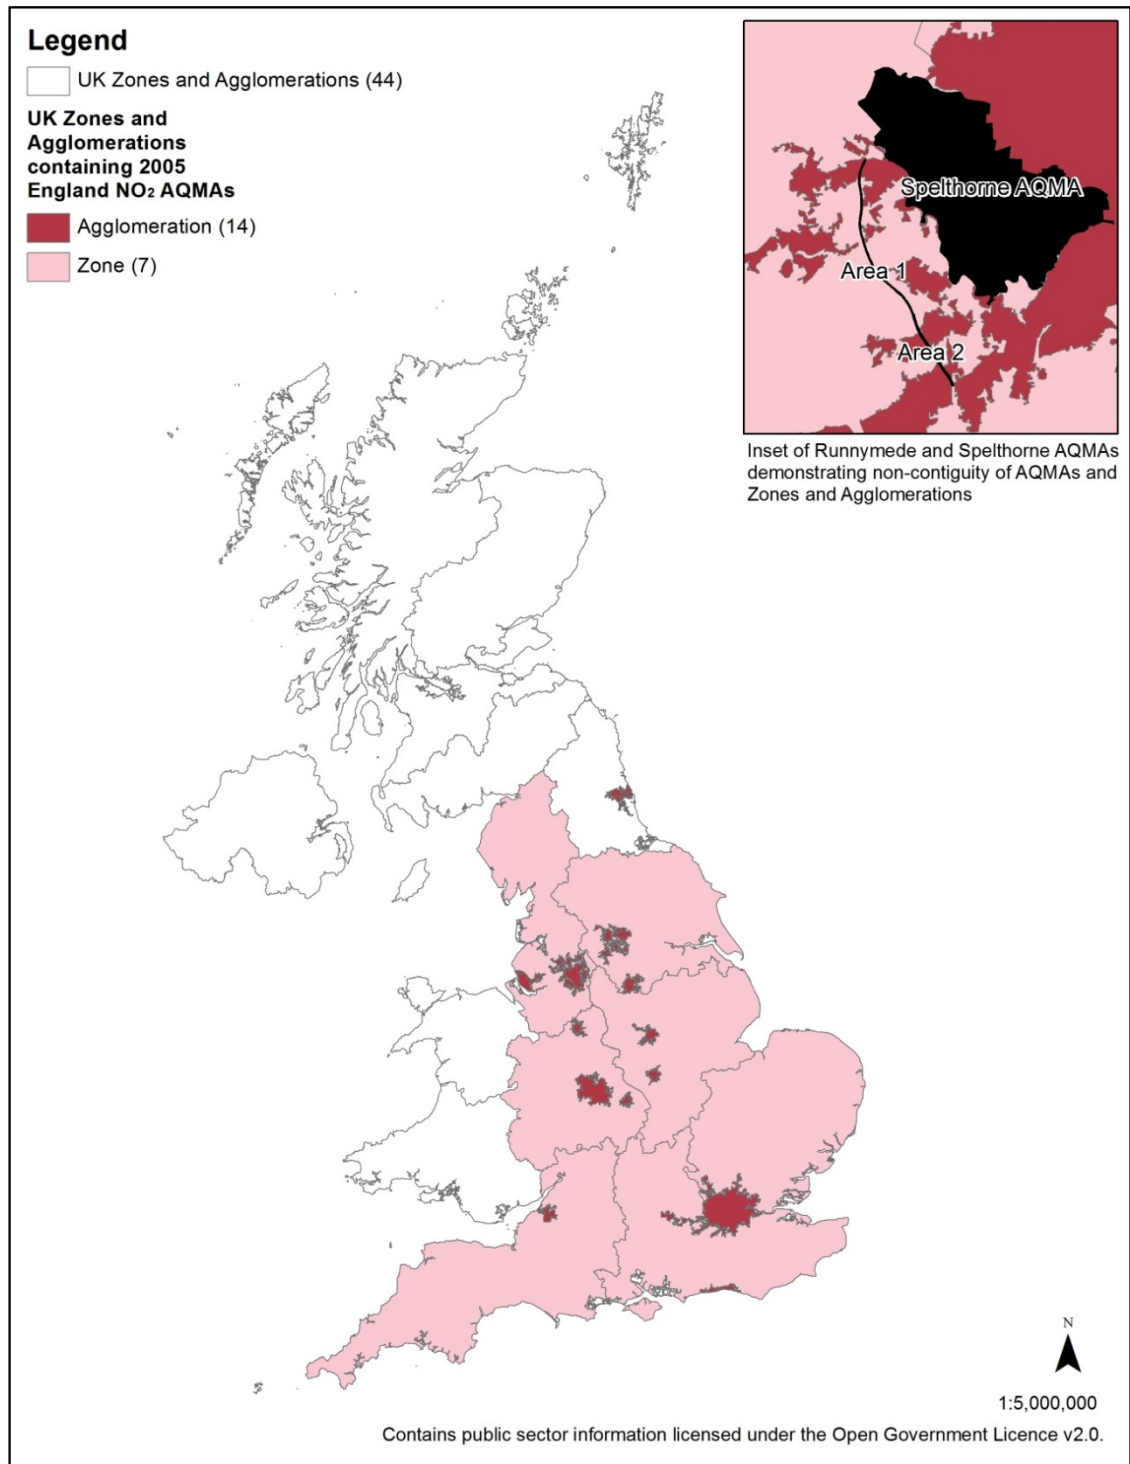 Legend
UK Zones and Agglomerations (44)
UK Zones and
Agglomerations
containing 2005
England NO₂ AQMAs
Agglomeration (14)
Zone (7)
Spelthorne AQMA
Area 1
Area 2
Inset of Runnymede and Spelthorne AQMAs
demonstrating non-contiguity of AQMAs and
Zones and Agglomerations
N
1:5,000,000
Contains public sector information licensed under the Open Government Licence v2.0.